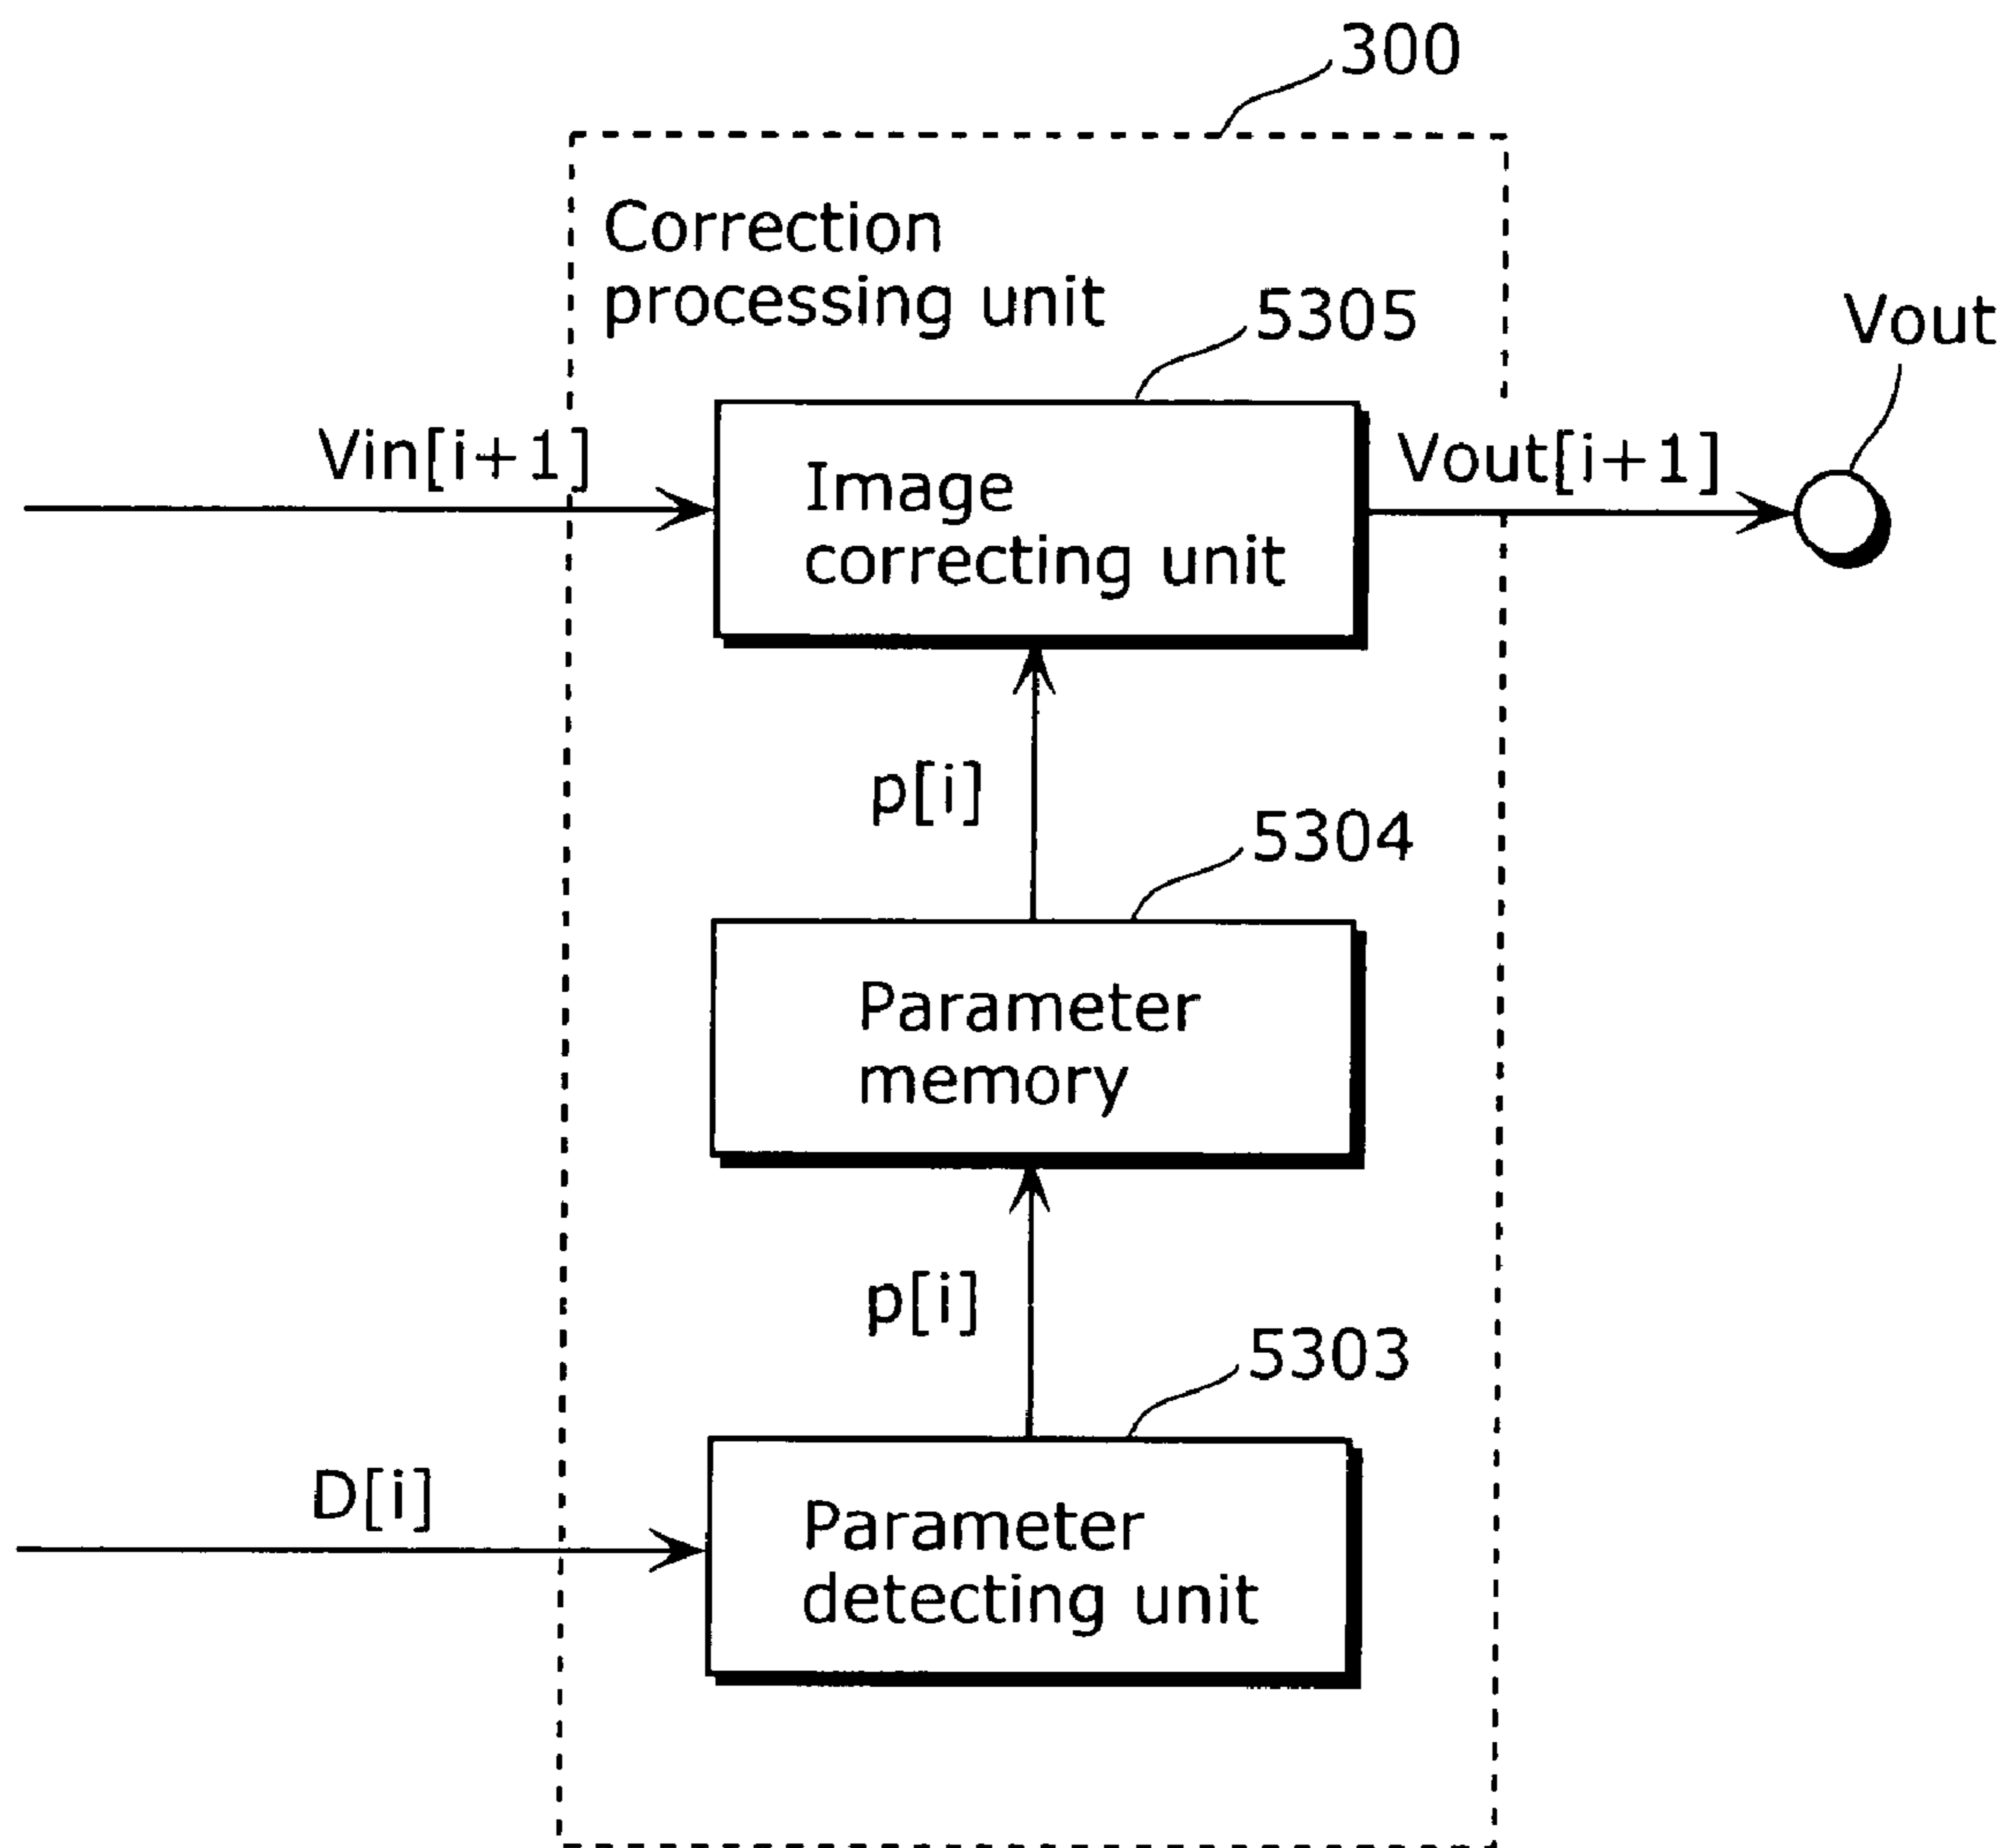 300
Correction
processing unit
5305
Vout
Vin[i+1]
Image
correcting unit
Vout[i+1]
p[i]
5304
Parameter
memory
p[i]
5303
D[i]
Parameter
detecting unit